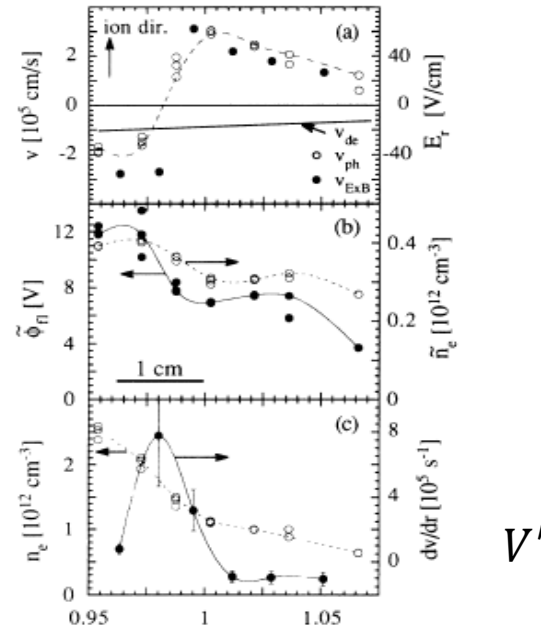 ion dir.
(a)
2
0
-2
40
0
-40
v [10⁵ cm/s]
E_r [V/cm]
v_de
v_ph
v_ExB
(b)
12
8
4
0
0.4
0.2
0
φ̃_fl [V]
ñ_e [10¹² cm⁻³]
1 cm
(c)
2
1
0
8
4
0
n_e [10¹² cm⁻³]
dv/dr [10⁵ s⁻¹]
0.95
1
1.05